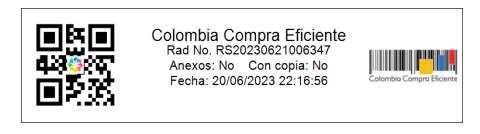 Colombia Compra Eficiente
Rad No. RS20230621006347
Anexos: No Con copia: No
Fecha: 20/06/2023 22:16:56
Colombia Compra Eficiente